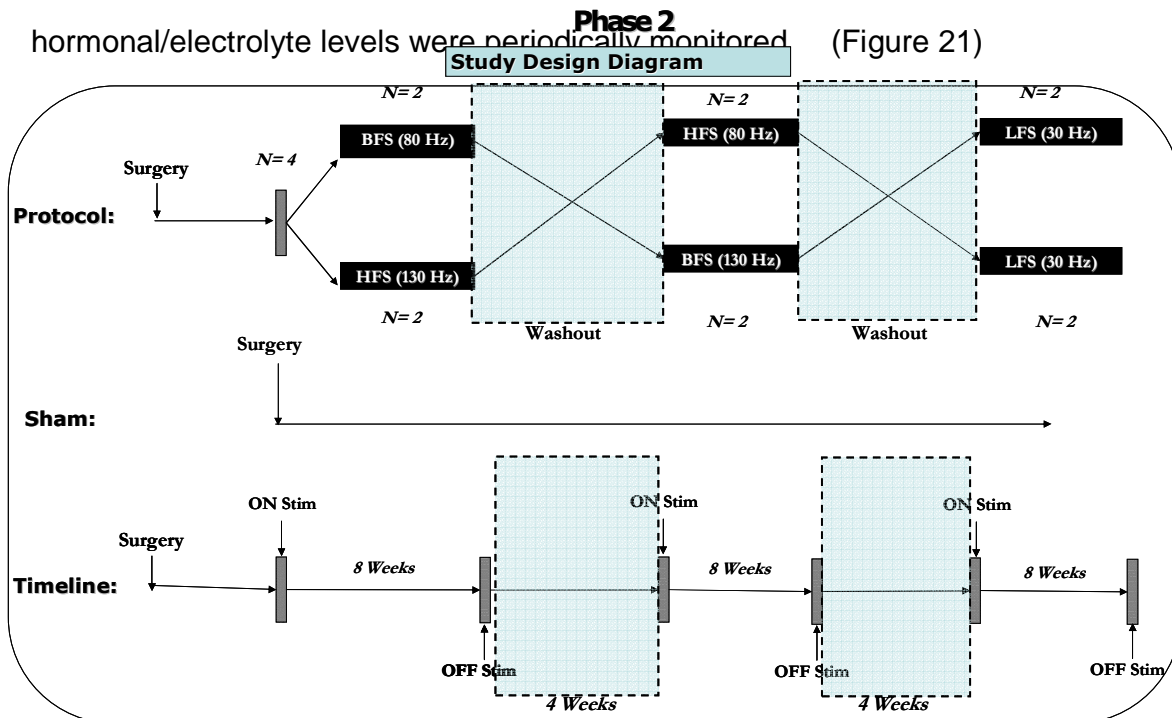 Phase 2
hormonal/electrolyte levels were periodically monitored (Figure 21)
Study Design Diagram
N= 2 N= 2 N= 2
BFS (80 Hz) HFS (80 Hz) LFS (30 Hz)
N= 4
Surgery
Protocol:
HFS (130 Hz) BFS (130 Hz) LFS (30 Hz)
N= 2 N= 2 N= 2
Washout Washout
Surgery
Sham:
ON Stim ON Stim ON Stim
Surgery
8 Weeks 8 Weeks 8 Weeks
Timeline:
OFF Stim OFF Stim OFF Stim
4 Weeks 4 Weeks